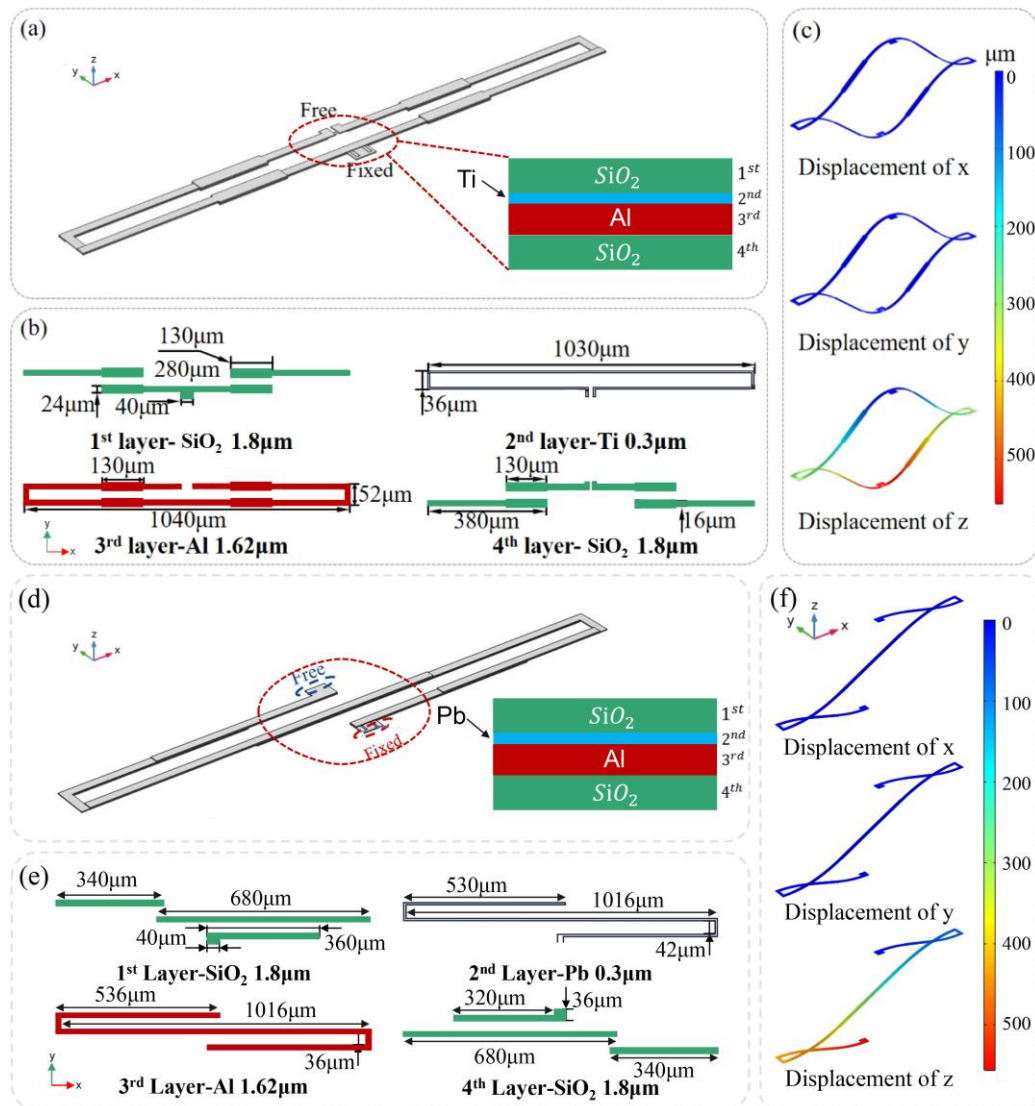 (a)
z
y
x
Free
Fixed
Ti
SiO₂
1ˢᵗ
2ⁿᵈ
Al
3ʳᵈ
SiO₂
4ᵗʰ
(b)
130μm
280μm
24μm
40μm
1ˢᵗ layer- SiO₂ 1.8μm
1030μm
36μm
2ⁿᵈ layer-Ti 0.3μm
130μm
52μm
1040μm
y
x
3ʳᵈ layer-Al 1.62μm
130μm
380μm
16μm
4ᵗʰ layer- SiO₂ 1.8μm
(c)
μm
0
100
200
300
400
500
Displacement of x
Displacement of y
Displacement of z
(d)
z
y
x
Free
Fixed
Pb
SiO₂
1ˢᵗ
2ⁿᵈ
Al
3ʳᵈ
SiO₂
4ᵗʰ
(e)
340μm
680μm
40μm
360μm
1ˢᵗ Layer-SiO₂ 1.8μm
530μm
1016μm
42μm
2ⁿᵈ Layer-Pb 0.3μm
536μm
1016μm
36μm
y
x
3ʳᵈ Layer-Al 1.62μm
320μm
36μm
680μm
340μm
4ᵗʰ Layer-SiO₂ 1.8μm
(f)
z
y
x
0
100
200
300
400
500
Displacement of x
Displacement of y
Displacement of z